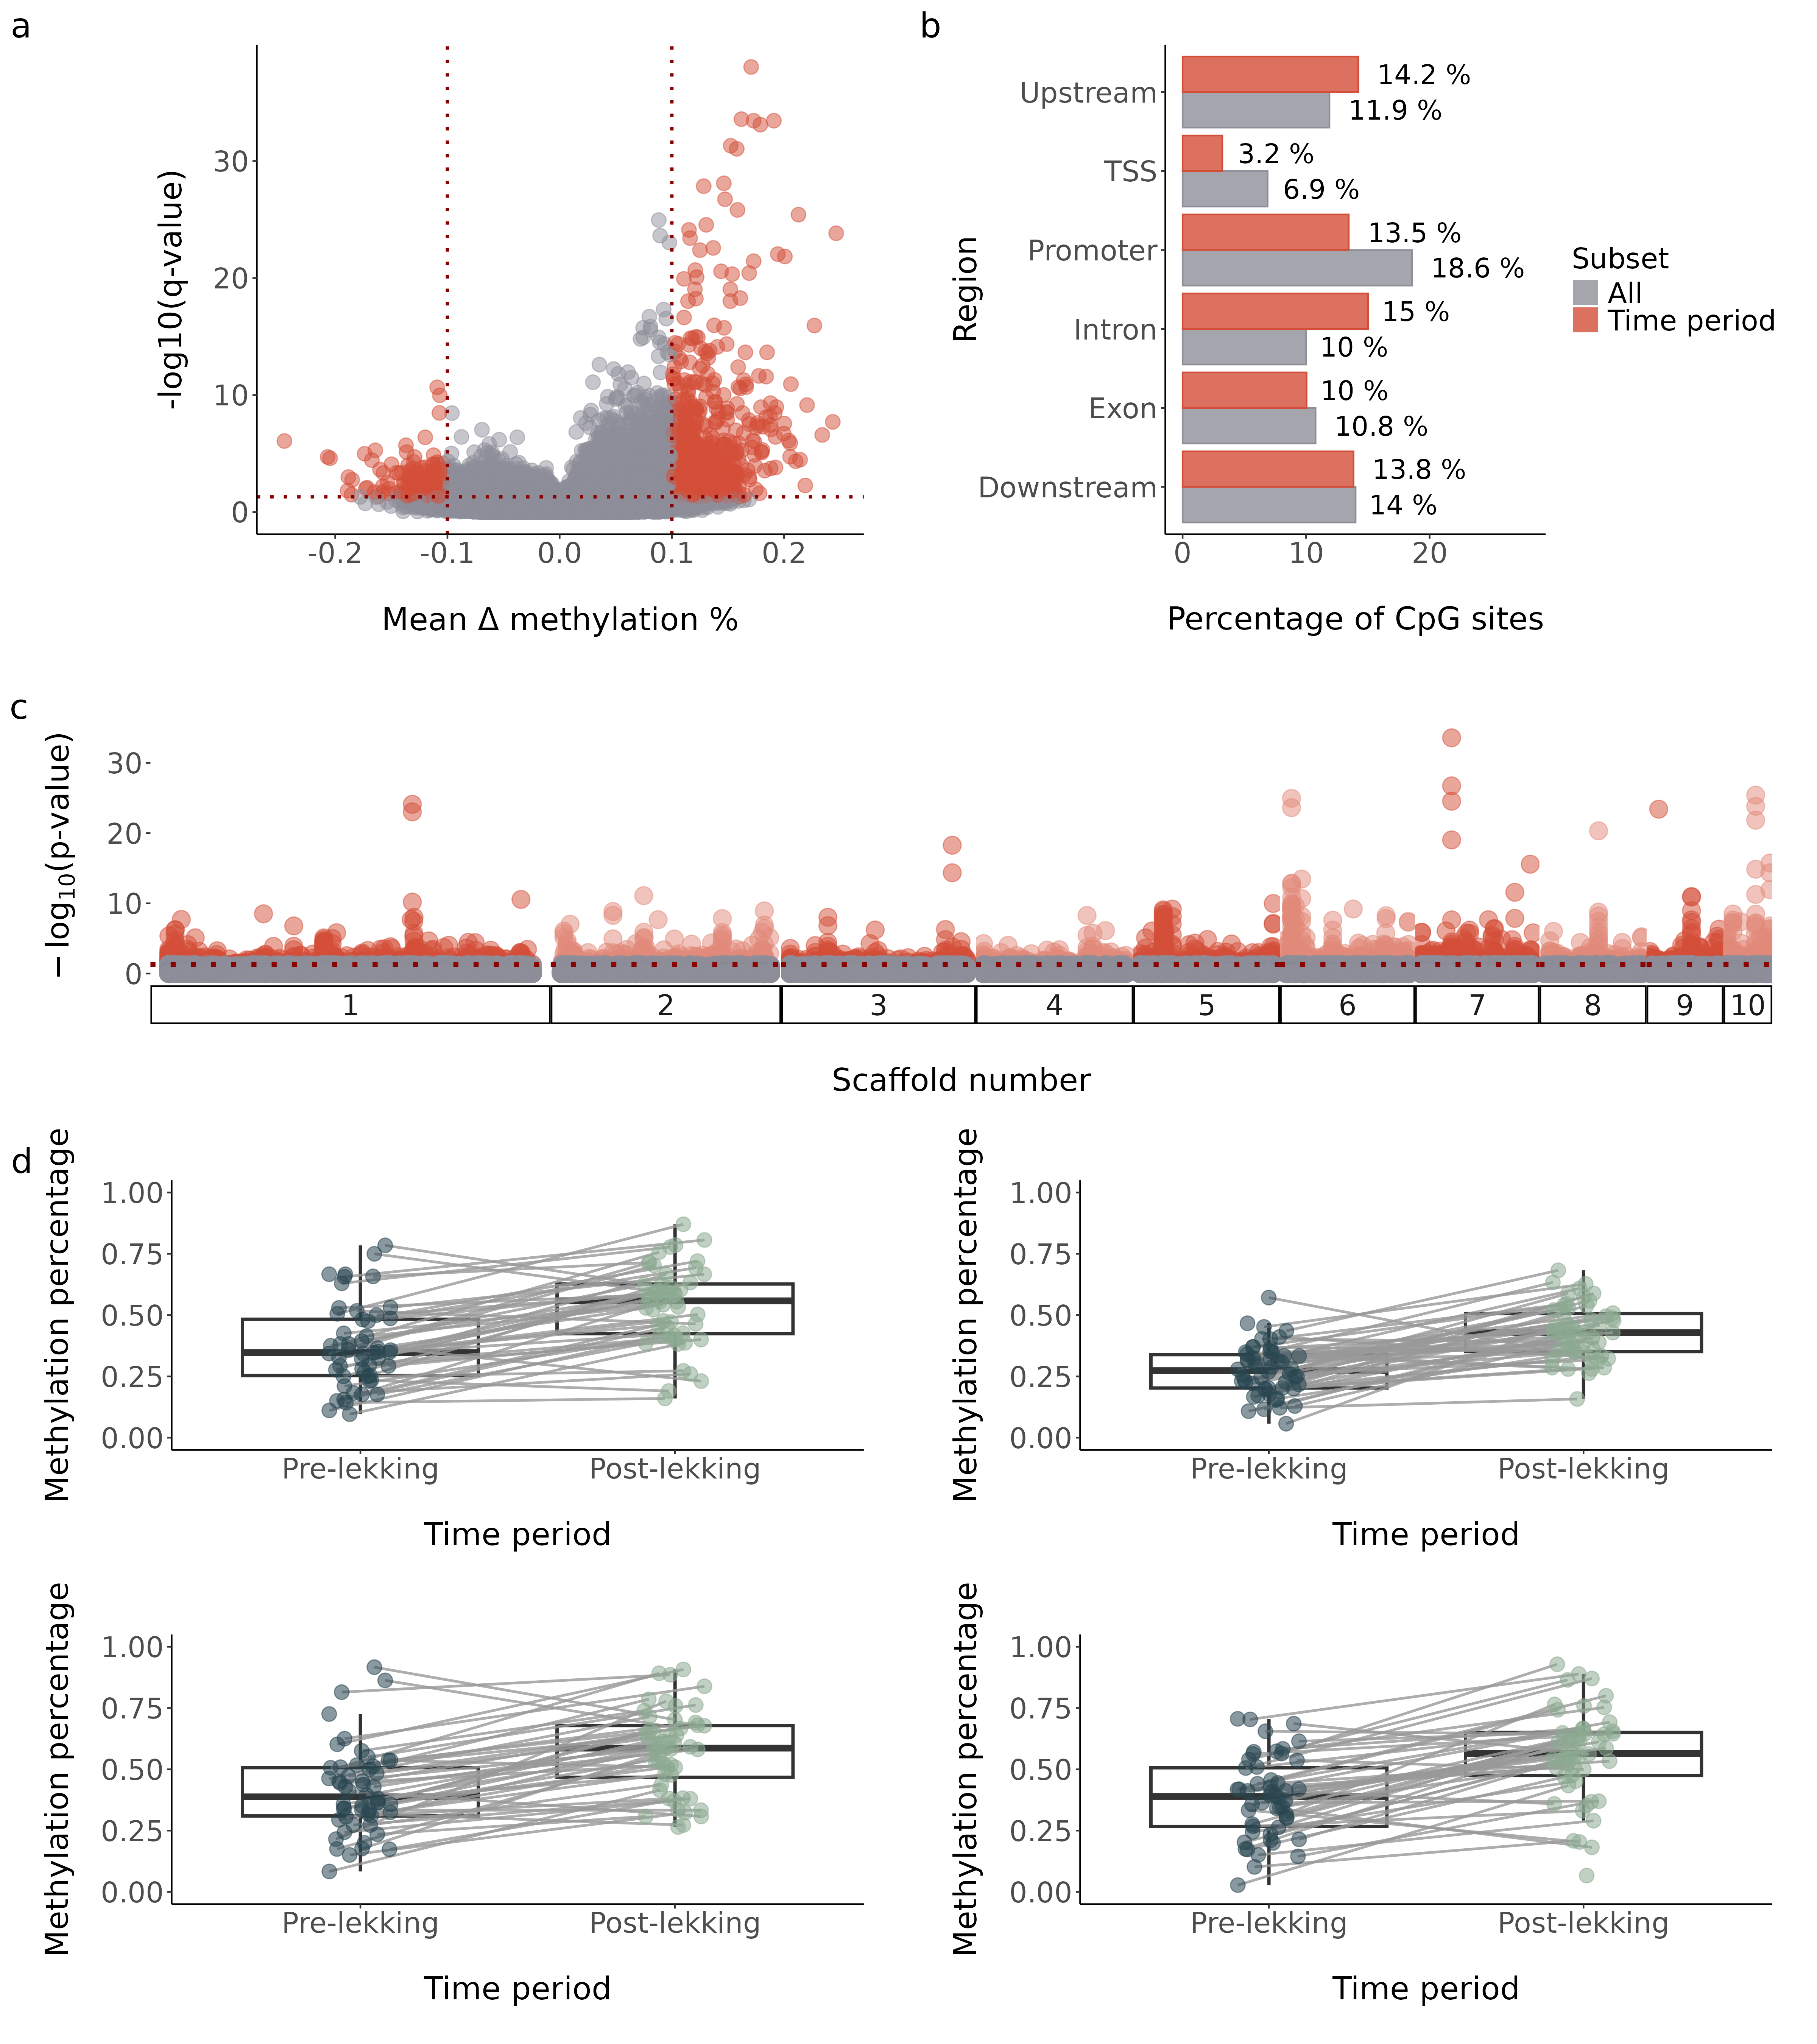 a
-log10(q-value)
30
20
10
0
-0.2 -0.1 0.0 0.1 0.2
Mean Δ methylation %
b
Region
Upstream
TSS
Promoter
Intron
Exon
Downstream
14.2 %
11.9 %
3.2 %
6.9 %
13.5 %
18.6 %
15 %
10 %
10 %
10.8 %
13.8 %
14 %
0 10 20
Percentage of CpG sites
Subset
All
Time period
c
− log10(p-value)
30
20
10
0
1 2 3 4 5 6 7 8 9 10
Scaffold number
d
Methylation percentage
1.00
0.75
0.50
0.25
0.00
Pre-lekking Post-lekking
Time period
Methylation percentage
1.00
0.75
0.50
0.25
0.00
Pre-lekking Post-lekking
Time period
Methylation percentage
1.00
0.75
0.50
0.25
0.00
Pre-lekking Post-lekking
Time period
Methylation percentage
1.00
0.75
0.50
0.25
0.00
Pre-lekking Post-lekking
Time period